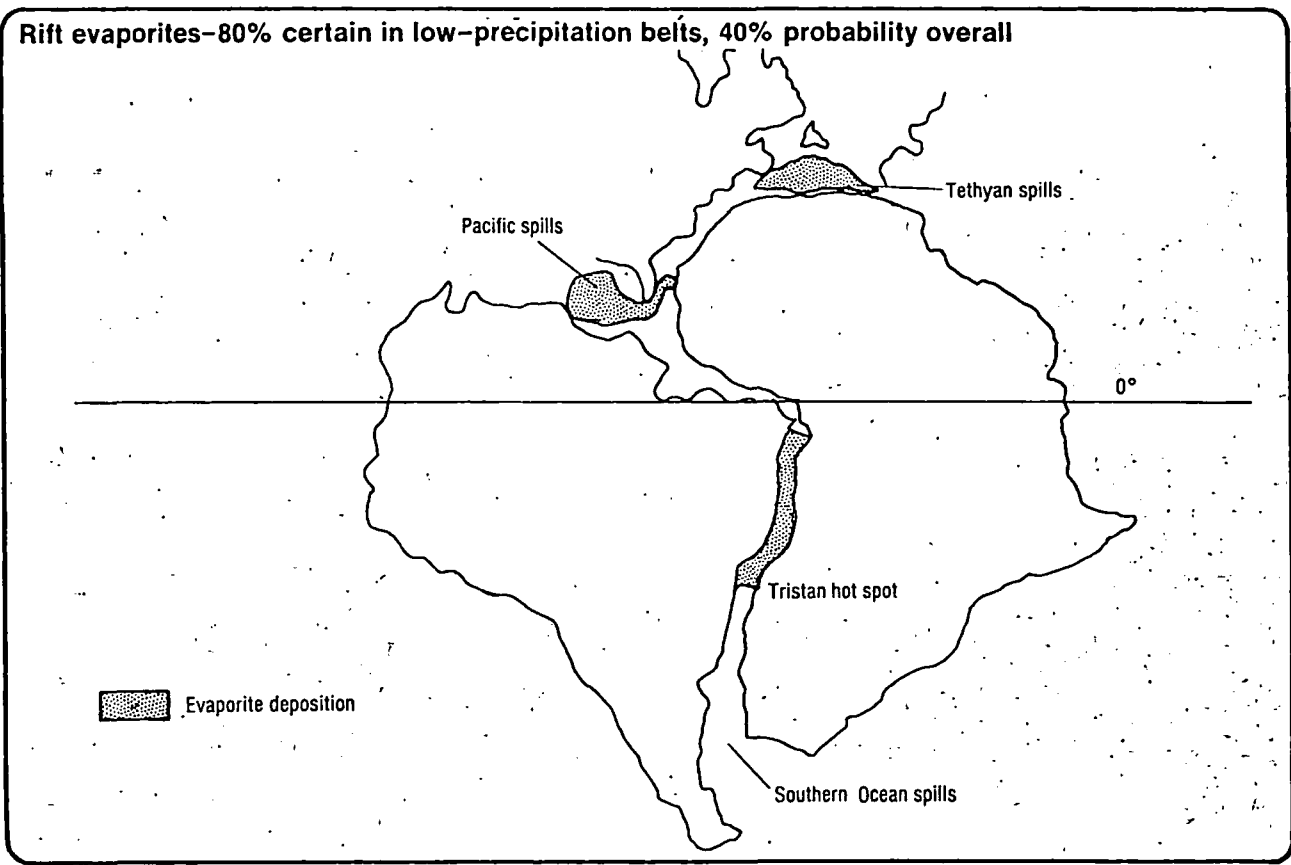 Rift evaporites–80% certain in low–precipitation belts, 40% probability overall
Tethyan spills
Pacific spills
0°
Tristan hot spot
Evaporite deposition
Southern Ocean spills